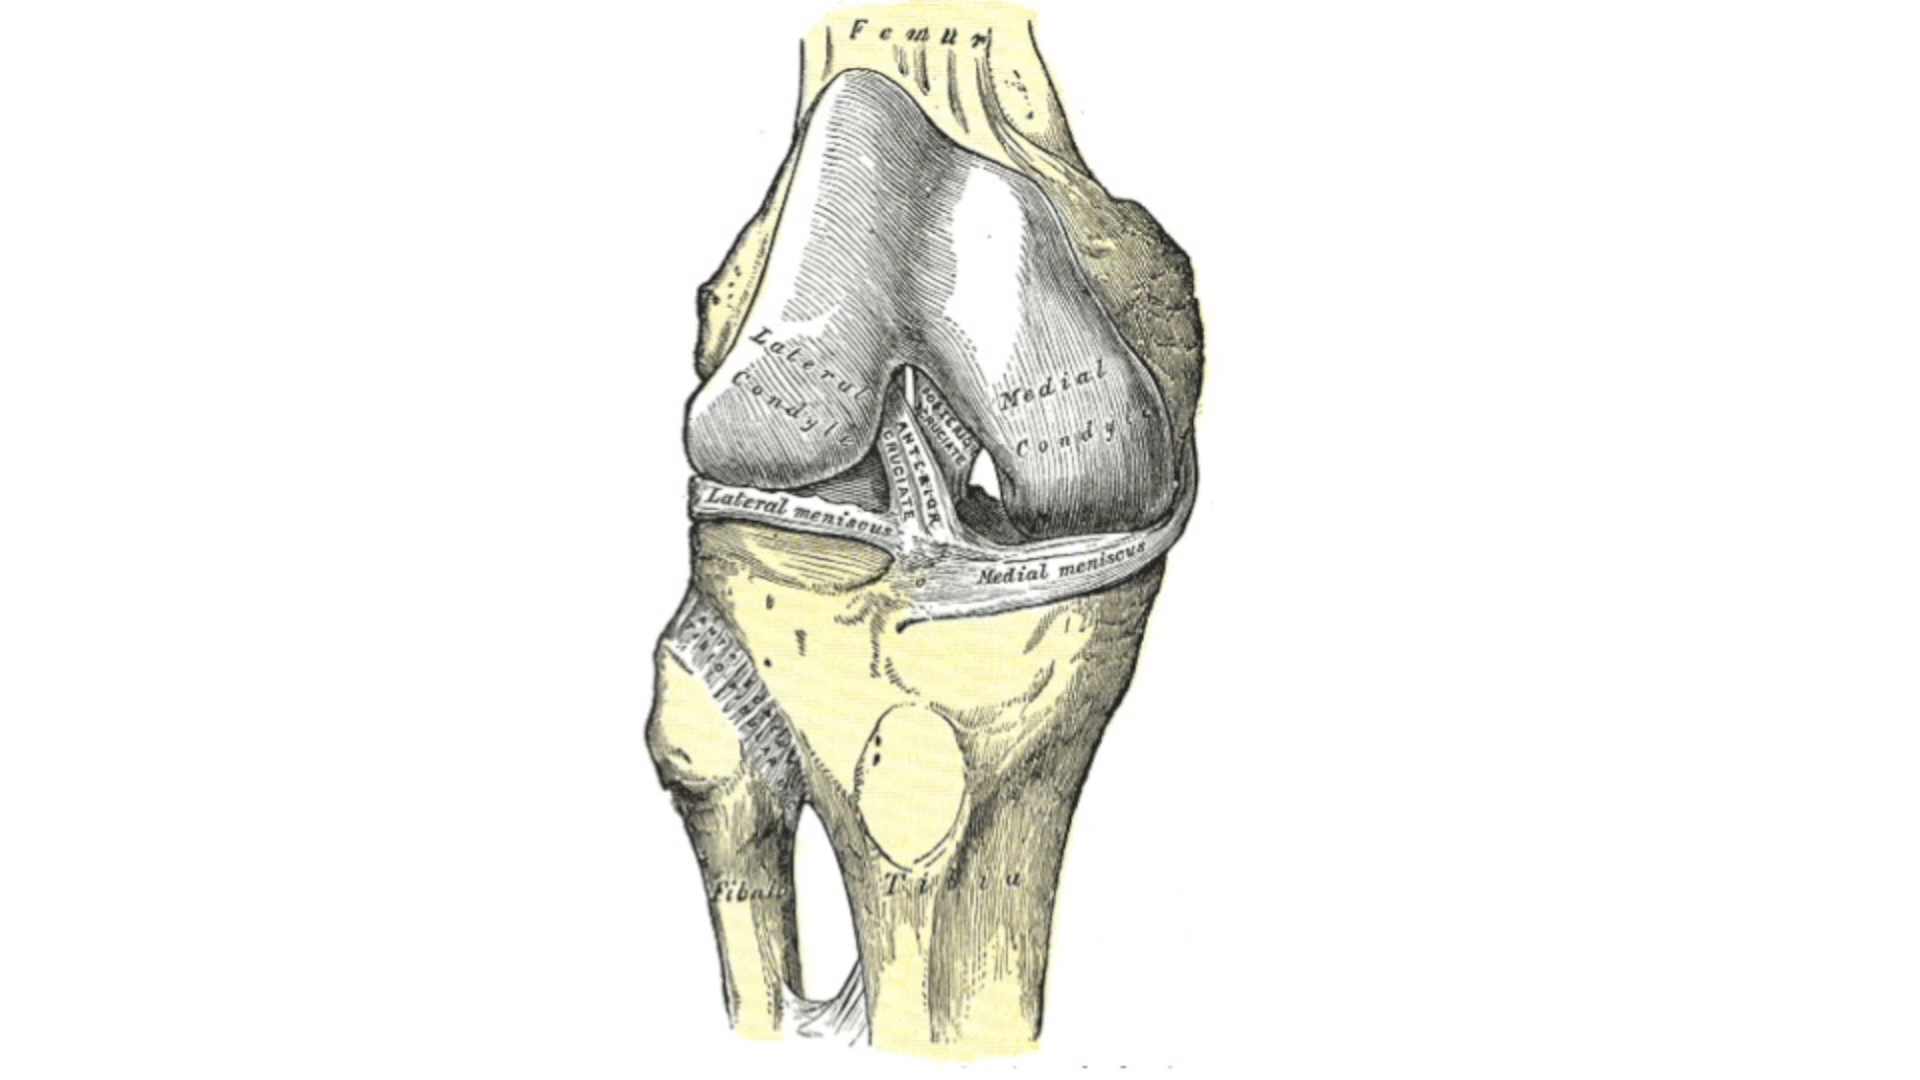 Femur
Lateral
Condyle
Medial
Condyle
POSTERIOR
CRUCIATE
ANTERIOR
CRUCIATE
Lateral meniscus
Medial meniscus
Fibula
Tibia